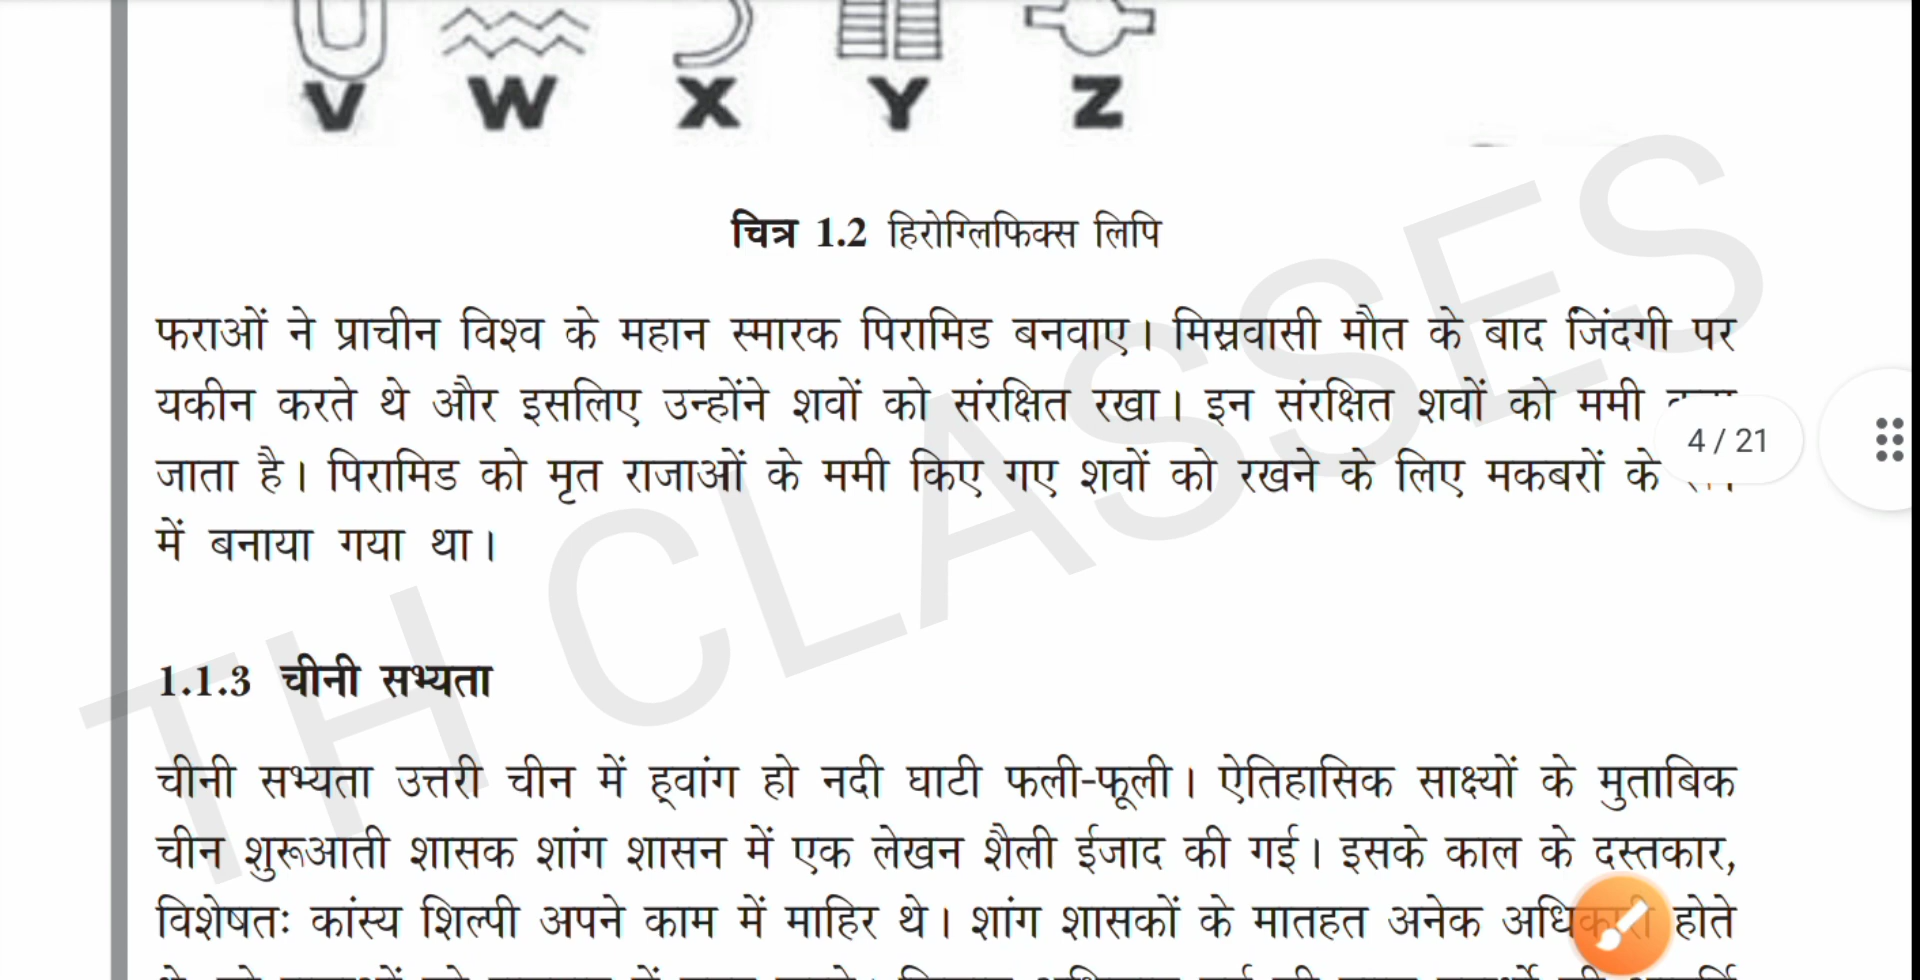 V W X Y Z
चित्र 1.2 हिरोग्लिफिक्स लिपि
फराओं ने प्राचीन विश्व के महान स्मारक पिरामिड बनवाए। मिस्रवासी मौत के बाद जिंदगी पर
यकीन करते थे और इसलिए उन्होंने शवों को संरक्षित रखा। इन संरक्षित शवों को ममी
4 / 21
जाता है। पिरामिड को मृत राजाओं के ममी किए गए शवों को रखने के लिए मकबरों के
में बनाया गया था।
TH CLASSES
1.1.3 चीनी सभ्यता
चीनी सभ्यता उत्तरी चीन में ह्वांग हो नदी घाटी फली-फूली। ऐतिहासिक साक्ष्यों के मुताबिक
चीन शुरूआती शासक शांग शासन में एक लेखन शैली ईजाद की गई। इसके काल के दस्तकार,
विशेषतः कांस्य शिल्पी अपने काम में माहिर थे। शांग शासकों के मातहत अनेक अधिकारी होते